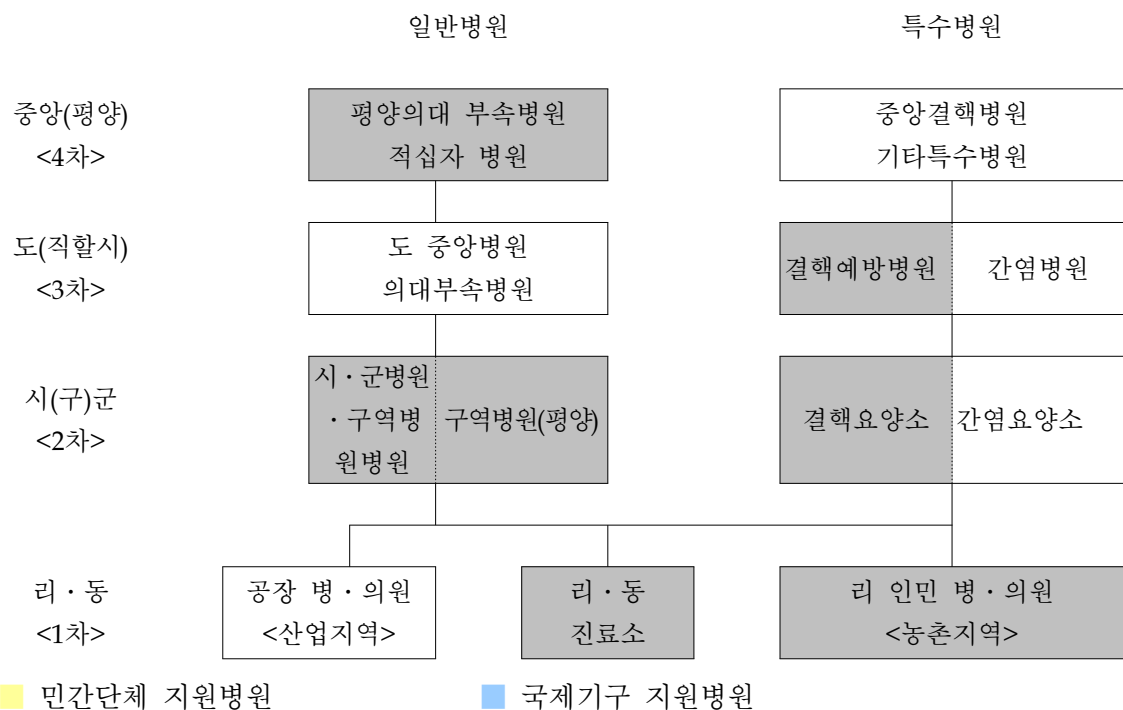 일반병원 특수병원
중앙(평양)
<4차>
평양의대 부속병원
적십자 병원
중앙결핵병원
기타특수병원
도(직할시)
<3차>
도 중앙병원
의대부속병원
결핵예방병원
간염병원
시(구)군
<2차>
시·군병원
·구역병
원병원
구역병원(평양)
결핵요양소
간염요양소
리·동
<1차>
공장 병·의원
<산업지역>
리·동
진료소
리 인민 병·의원
<농촌지역>
민간단체 지원병원
국제기구 지원병원